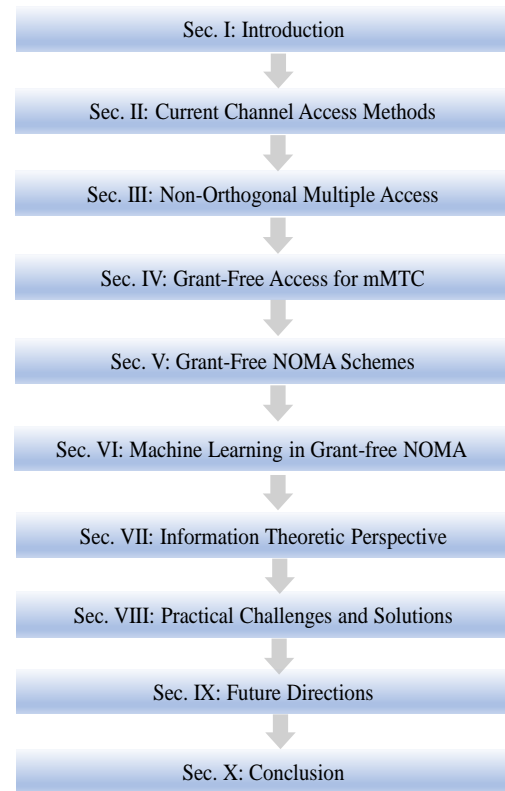 Sec. I: Introduction
Sec. II: Current Channel Access Methods
Sec. III: Non-Orthogonal Multiple Access
Sec. IV: Grant-Free Access for mMTC
Sec. V: Grant-Free NOMA Schemes
Sec. VI: Machine Learning in Grant-free NOMA
Sec. VII: Information Theoretic Perspective
Sec. VIII: Practical Challenges and Solutions
Sec. IX: Future Directions
Sec. X: Conclusion